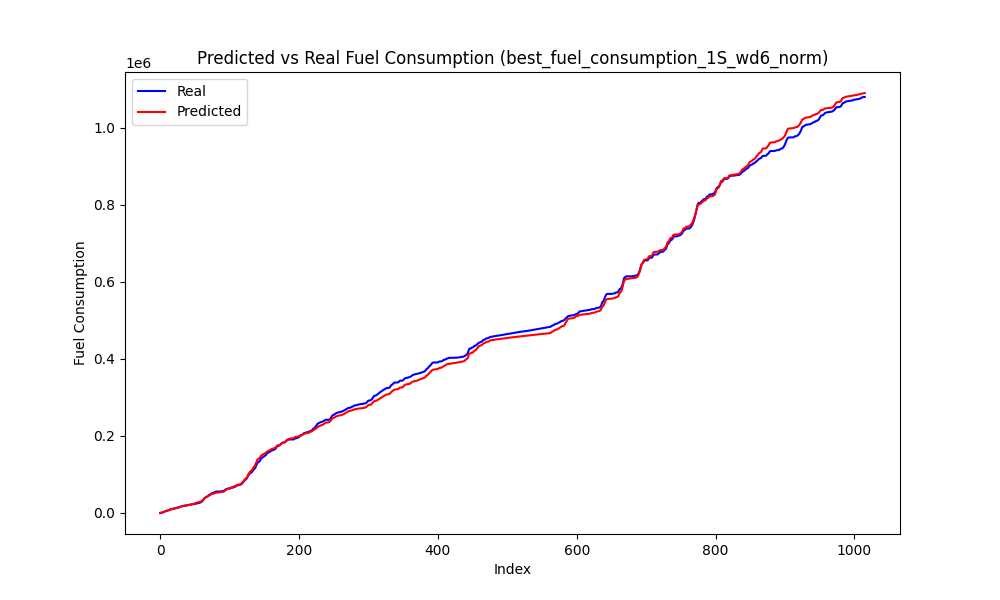 Predicted vs Real Fuel Consumption (best_fuel_consumption_1S_wd6_norm)
1e6
Real
Predicted
1.0
0.8
0.6
0.4
0.2
0.0
Fuel Consumption
0 200 400 600 800 1000
Index